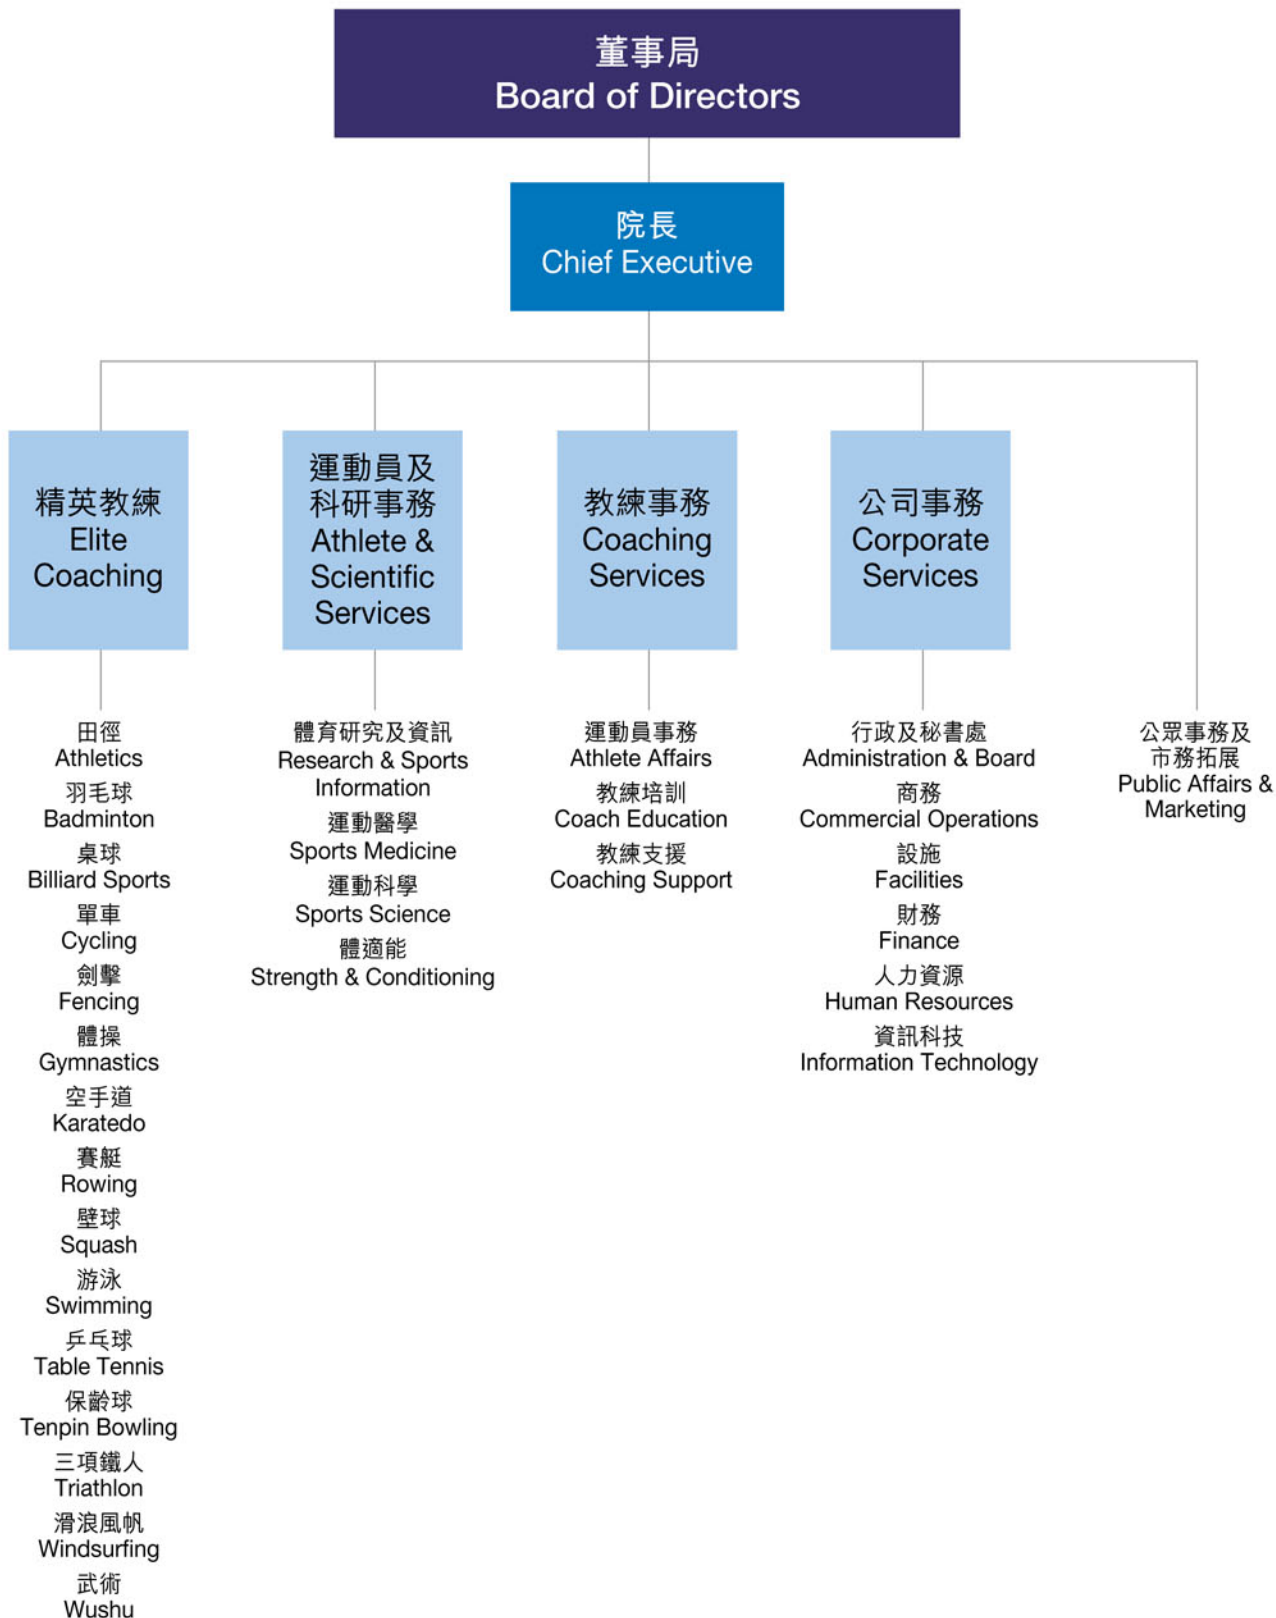 董事局
Board of Directors
院長
Chief Executive
精英教練
Elite
Coaching
運動員及
科研事務
Athlete &
Scientific
Services
教練事務
Coaching
Services
公司事務
Corporate
Services
田徑
Athletics
羽毛球
Badminton
桌球
Billiard Sports
單車
Cycling
劍擊
Fencing
體操
Gymnastics
空手道
Karatedo
賽艇
Rowing
壁球
Squash
游泳
Swimming
乒乓球
Table Tennis
保齡球
Tenpin Bowling
三項鐵人
Triathlon
滑浪風帆
Windsurfing
武術
Wushu
體育研究及資訊
Research & Sports
Information
運動醫學
Sports Medicine
運動科學
Sports Science
體適能
Strength & Conditioning
運動員事務
Athlete Affairs
教練培訓
Coach Education
教練支援
Coaching Support
行政及秘書處
Administration & Board
商務
Commercial Operations
設施
Facilities
財務
Finance
人力資源
Human Resources
資訊科技
Information Technology
公眾事務及
市務拓展
Public Affairs &
Marketing